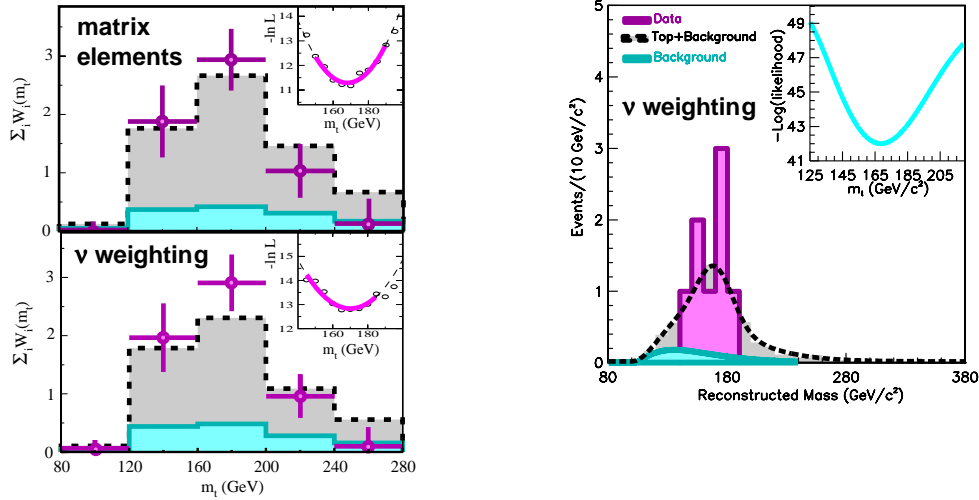 matrix
elements
Σ_i W_i(m_t)
3
2
1
0
-ln L
14
13
12
11
160 180
m_t (GeV)
ν weighting
Σ_i W_i(m_t)
3
2
1
0
-ln L
15
14
13
12
160 180
m_t (GeV)
80 120 160 200 240 280
m_t (GeV)
Data
Top+Background
Background
ν weighting
Events/(10 GeV/c²)
5
4
3
2
1
0
80 180 280 380
Reconstructed Mass (GeV/c²)
-Log(likelihood)
49
47
45
43
41
125 145 165 185 205
m_t (GeV/c²)